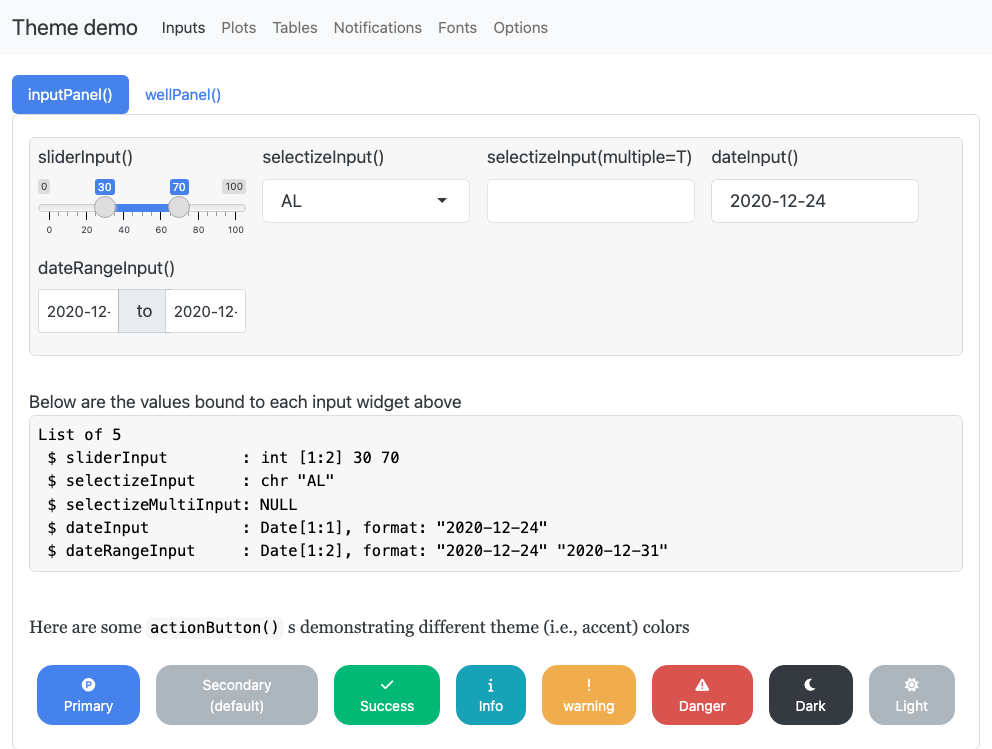 Theme demo Inputs Plots Tables Notifications Fonts Options
inputPanel() wellPanel()
sliderInput() selectizeInput() selectizeInput(multiple=T) dateInput()
0 30 70 100
AL 2020-12-24
0 20 40 60 80 100
dateRangeInput()
2020-12- to 2020-12-
Below are the values bound to each input widget above
List of 5
$ sliderInput : int [1:2] 30 70
$ selectizeInput : chr "AL"
$ selectizeMultiInput: NULL
$ dateInput : Date[1:1], format: "2020-12-24"
$ dateRangeInput : Date[1:2], format: "2020-12-24" "2020-12-31"
Here are some actionButton() s demonstrating different theme (i.e., accent) colors
P
Primary
Secondary
(default)
Success
i
Info
!
warning
Danger
Dark
Light